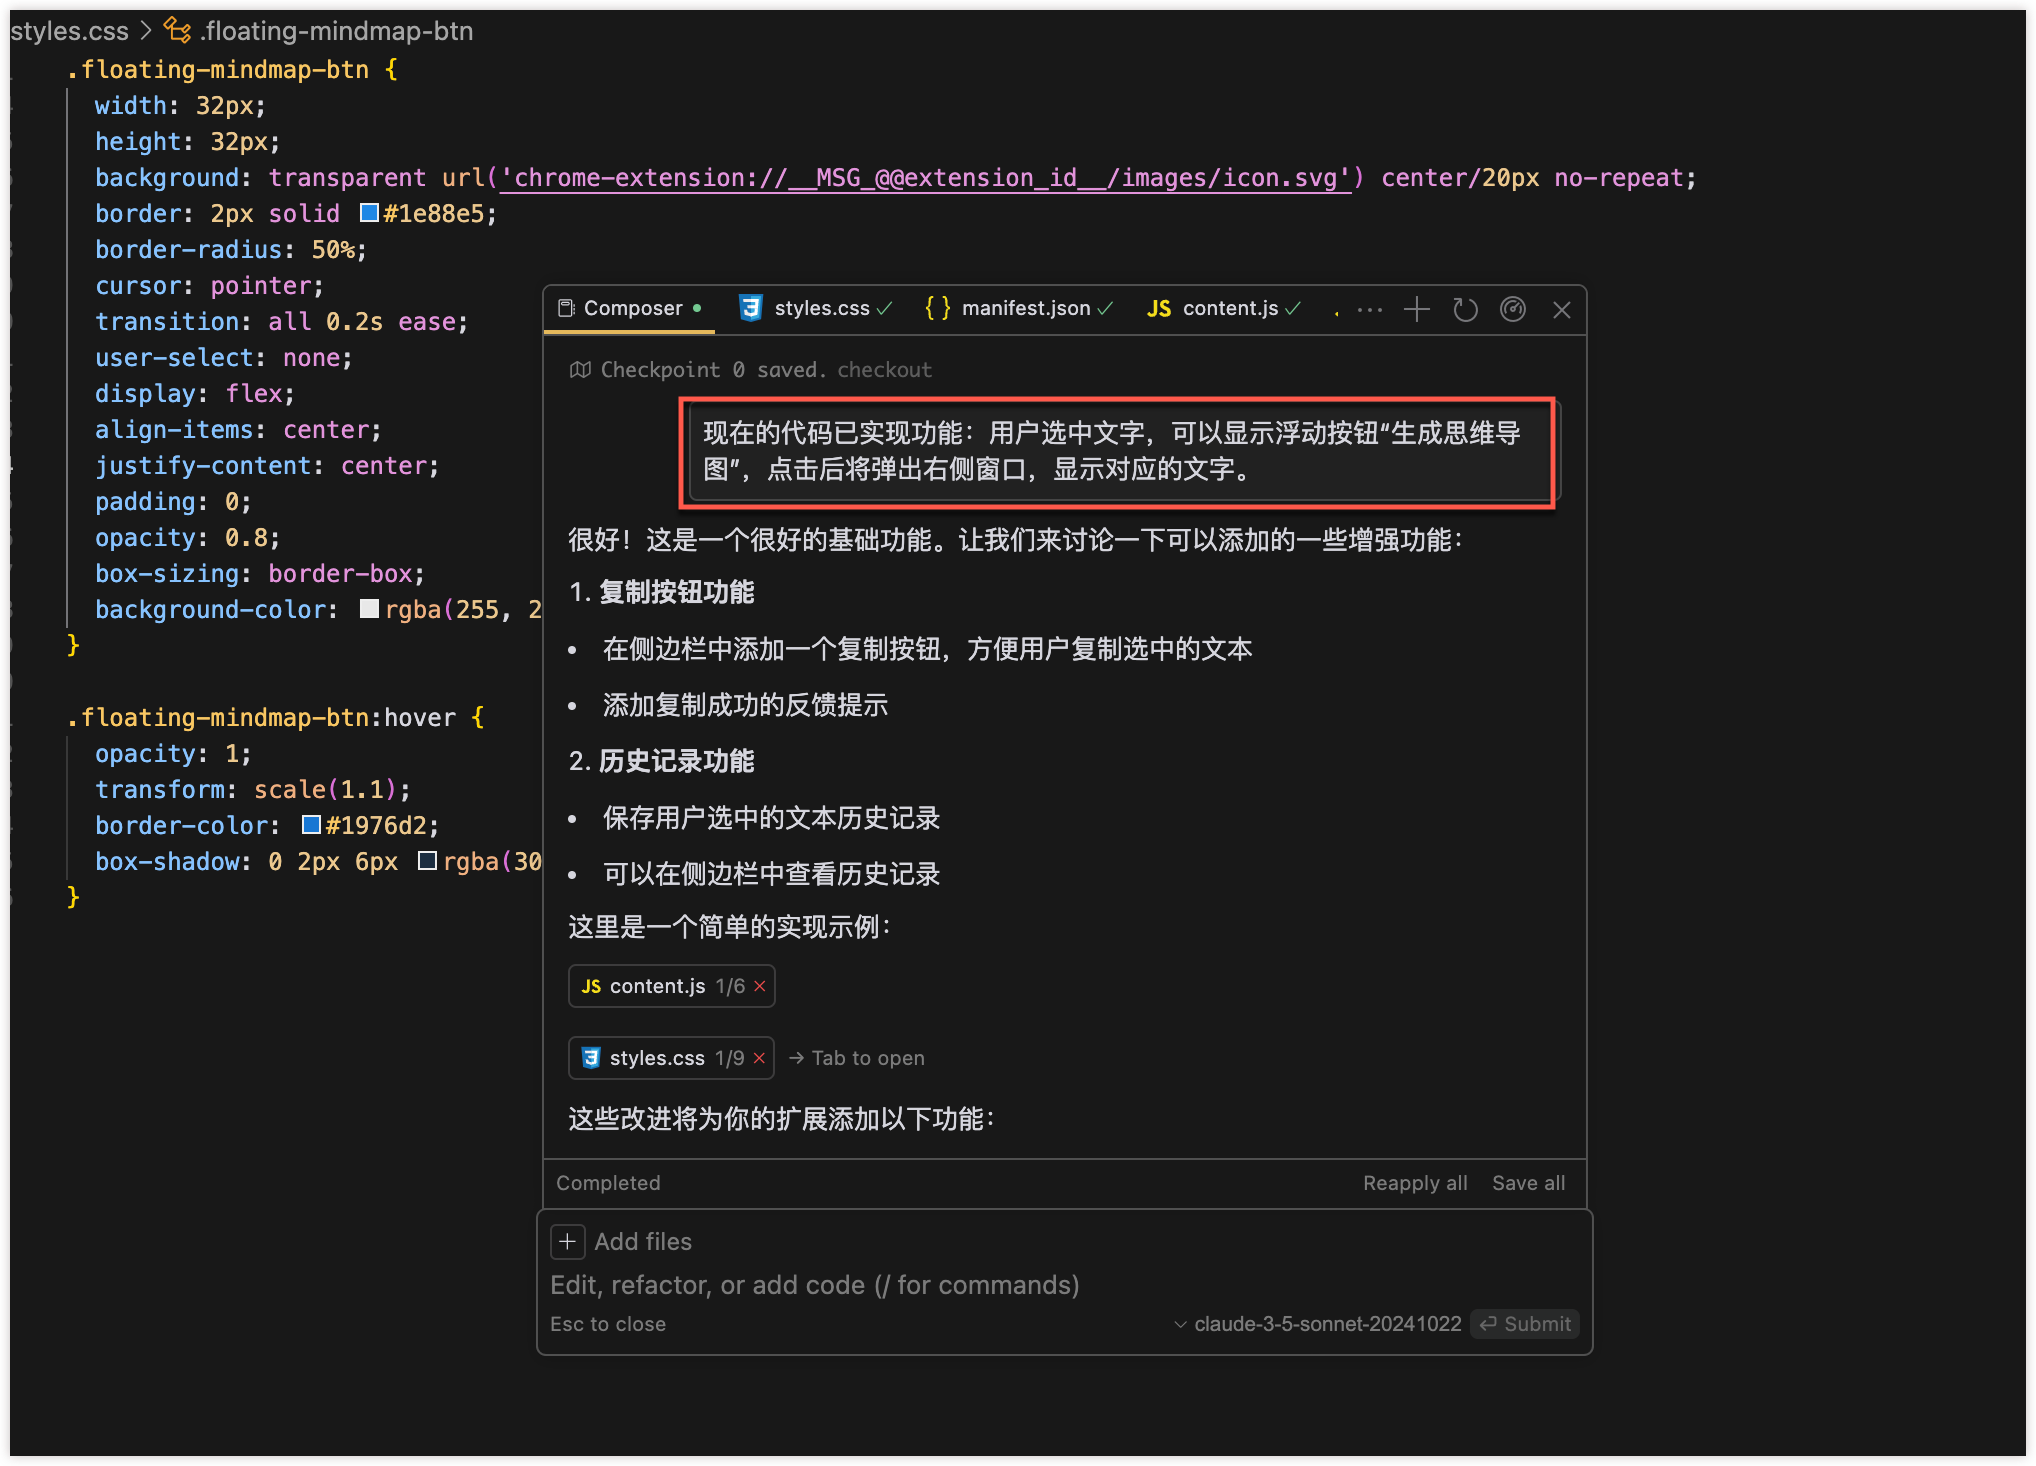 styles.css > .floating-mindmap-btn
.floating-mindmap-btn {
width: 32px;
height: 32px;
background: transparent url('chrome-extension://__MSG_@@extension_id__/images/icon.svg') center/20px no-repeat;
border: 2px solid #1e88e5;
border-radius: 50%;
cursor: pointer;
transition: all 0.2s ease;
user-select: none;
display: flex;
align-items: center;
justify-content: center;
padding: 0;
opacity: 0.8;
box-sizing: border-box;
background-color: rgba(255, 2
}
.floating-mindmap-btn:hover {
opacity: 1;
transform: scale(1.1);
border-color: #1976d2;
box-shadow: 0 2px 6px rgba(30
}
Composer styles.css manifest.json JS content.js
Checkpoint 0 saved. checkout
现在的代码已实现功能：用户选中文字，可以显示浮动按钮“生成思维导
图”，点击后将弹出右侧窗口，显示对应的文字。
很好！这是一个很好的基础功能。让我们来讨论一下可以添加的一些增强功能：
1. 复制按钮功能
• 在侧边栏中添加一个复制按钮，方便用户复制选中的文本
• 添加复制成功的反馈提示
2. 历史记录功能
• 保存用户选中的文本历史记录
• 可以在侧边栏中查看历史记录
这里是一个简单的实现示例：
JS content.js 1/6
styles.css 1/9 → Tab to open
这些改进将为你的扩展添加以下功能：
Completed Reapply all Save all
Add files
Edit, refactor, or add code (/ for commands)
Esc to close claude-3-5-sonnet-20241022 Submit